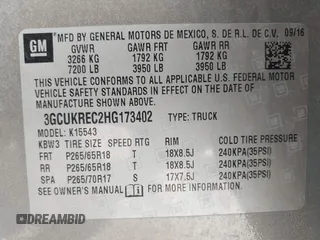 GM
MFD BY GENERAL MOTORS DE MEXICO, S. DE R.L. DE C.V. 09/16
GVWR GAWR FRT GAWR RR
3266 KG 1792 KG 1792 KG
7200 LB 3950 LB 3950 LB
THIS VEHICLE CONFORMS TO ALL APPLICABLE U.S. FEDERAL MOTOR VEHICLE SAFETY AND THEFT PREVENTION STANDARDS IN EFFECT ON THE DATE OF
MANUFACTURE SHOWN ABOVE.
3GCUKREC2HG173402 TYPE: TRUCK
MODEL: K15543
KBW3 TIRE SIZE SPEED RTG RIM COLD TIRE PRESSURE
FRT P265/65R18 T 18X8.5J 240KPA(35PSI)
RR P265/65R18 T 18X8.5J 240KPA(35PSI)
SPA P265/70R17 S 17X7.5J 240KPA(35PSI)
SEE OWNER'S MANUAL FOR MORE INFORMATION.
DREAMBID